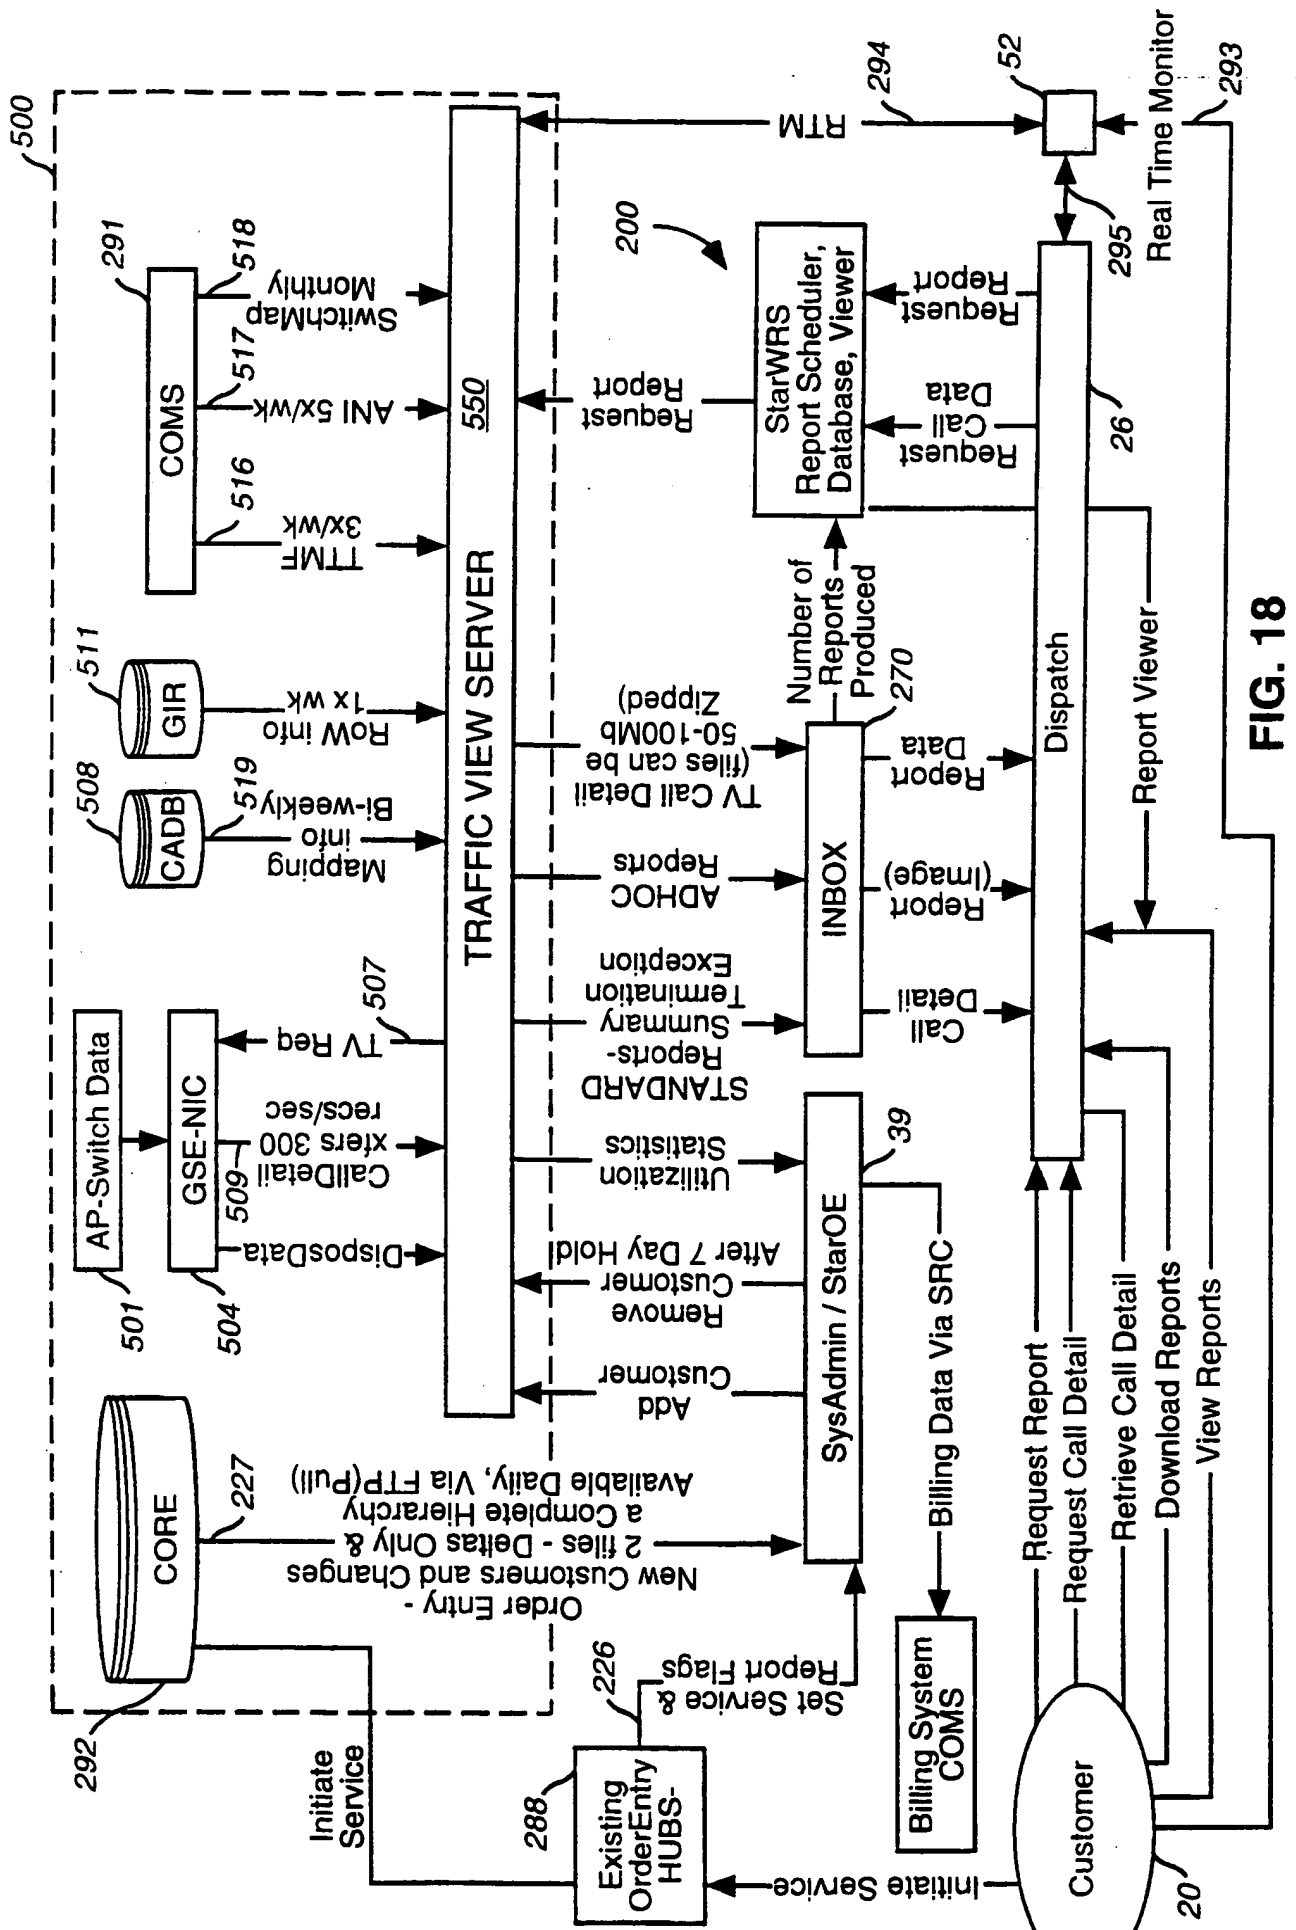 500
292
CORE
227
Order Entry -
New Customers and Changes
2 files - Deltas Only &
a Complete Hierarchy
Available Daily, Via FTP(Pull)
501
AP-Switch Data
504
GSE-NIC
DisposData
509
CallDetail
xfers 300
recs/sec
TV Req
507
508
CADB
519
Mapping
info
Bi-weekly
511
GIR
RoW info
1x wk
291
COMS
516
TTMF
3x/wk
517
ANI 5x/wk
518
SwitchMap
Monthly
TRAFFIC VIEW SERVER
550
Initiate
Service
288
Existing
OrderEntry
HUBS-
226
Set Service &
Report Flags
Add
Customer
Remove
Customer
After 7 Day Hold
Utilization
Statistics
STANDARD
Reports-
Summary
Termination
Exception
ADHOC
Reports
TV Call Detail
(files can be
50-100Mb
Zipped)
Request
Report
RTM
294
SysAdmin / StarOE
39
INBOX
270
Number of
Reports
Produced
StarWRS
Report Scheduler,
Database, Viewer
200
Billing Data Via SRC
Billing System
COMS
Call
Detail
Report
(Image)
Report
Data
Request
Call
Data
Request
Report
52
295
Dispatch
26
Initiate Service
Customer
20
Request Report
Request Call Detail
Retrieve Call Detail
Download Reports
View Reports
Report Viewer
Real Time Monitor
293
FIG. 18